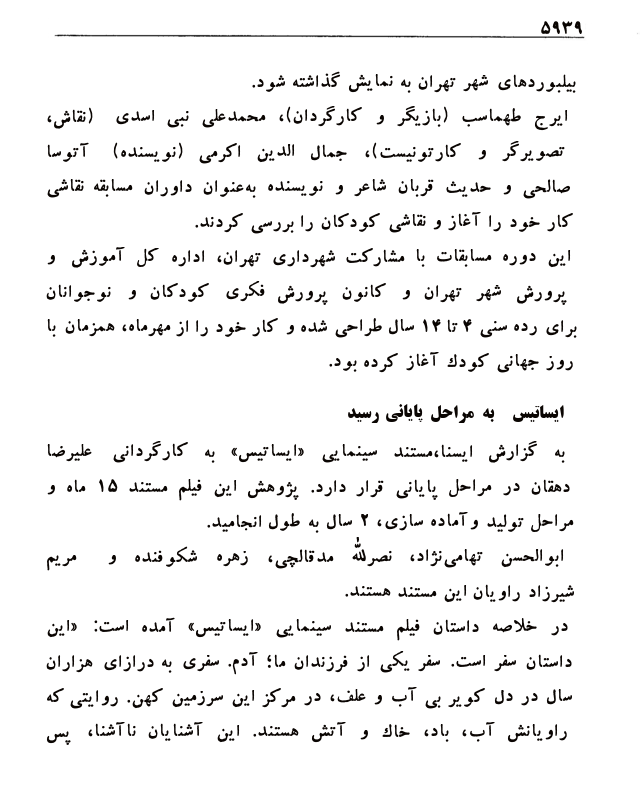 ۵۹۳۹
بیلبوردهای شهر تهران به نمایش گذاشته شود.
ایرج طهماسب (بازیگر و کارگردان)، محمدعلی نبی اسدی (نقاش،
تصویرگر و کارتونیست)، جمال الدین اکرمی (نویسنده) آتوسا
صالحی و حدیث قربان شاعر و نویسنده به‌عنوان داوران مسابقه نقاشی
کار خود را آغاز و نقاشی کودکان را بررسی کردند.
این دوره مسابقات با مشارکت شهرداری تهران، اداره کل آموزش و
پرورش شهر تهران و کانون پرورش فکری کودکان و نوجوانان
برای رده سنی ۴ تا ۱۴ سال طراحی شده و کار خود را از مهرماه، همزمان با
روز جهانی کودك آغاز کرده بود.
ایساتیس به مراحل پایانی رسید
به گزارش ایسنا،مستند سینمایی «ایساتیس» به کارگردانی علیرضا
دهقان در مراحل پایانی قرار دارد. پژوهش این فیلم مستند ۱۵ ماه و
مراحل تولید و آماده سازی، ۲ سال به طول انجامید.
ابوالحسن تهامی‌نژاد، نصرالله مدقالچی، زهره شکوفنده و مریم
شیرزاد راویان این مستند هستند.
در خلاصه داستان فیلم مستند سینمایی «ایساتیس» آمده است: «این
داستان سفر است. سفر یکی از فرزندان ما؛ آدم. سفری به درازای هزاران
سال در دل کویر بی آب و علف، در مرکز این سرزمین کهن. روایتی که
راویانش آب، باد، خاك و آتش هستند. این آشنایان ناآشنا، پس